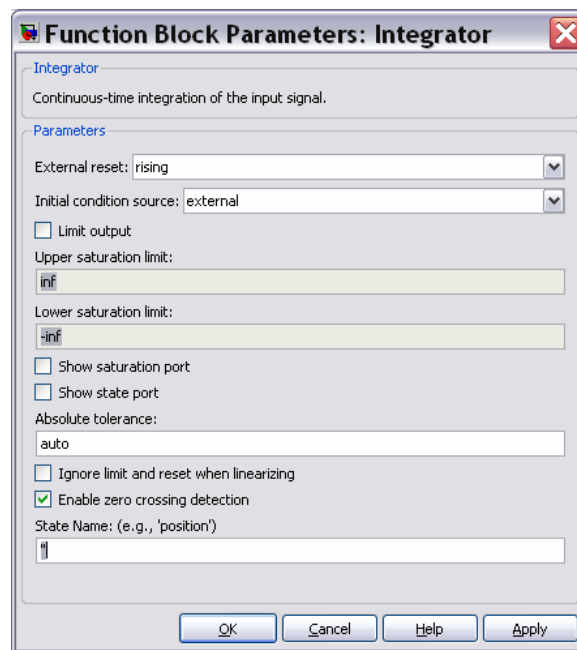 Function Block Parameters: Integrator
Integrator
Continuous-time integration of the input signal.
Parameters
External reset: rising
Initial condition source: external
Limit output
Upper saturation limit:
inf
Lower saturation limit:
-inf
Show saturation port
Show state port
Absolute tolerance:
auto
Ignore limit and reset when linearizing
Enable zero crossing detection
State Name: (e.g., 'position')
''
OK Cancel Help Apply